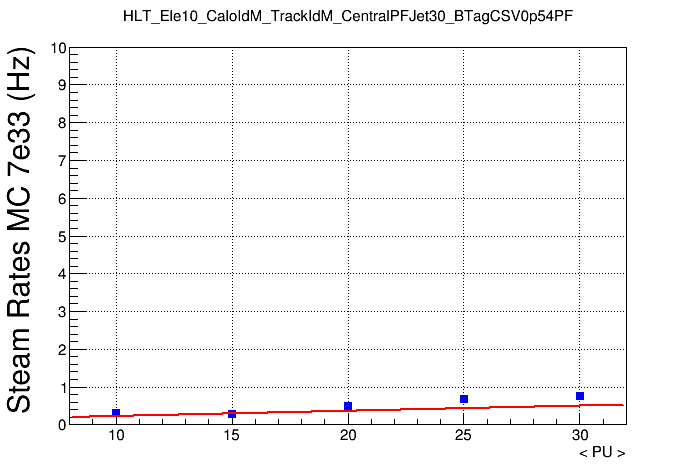 HLT_Ele10_CaloIdM_TrackIdM_CentralPFJet30_BTagCSV0p54PF
Steam Rates MC 7e33 (Hz)
10
9
8
7
6
5
4
3
2
1
0
10 15 20 25 30
< PU >